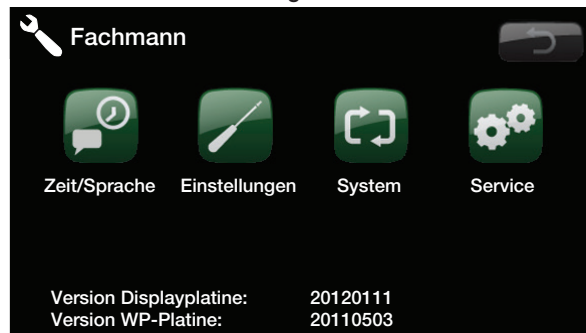 Fachmann
Zeit/Sprache Einstellungen System Service
Version Displayplatine: 20120111
Version WP-Platine: 20110503